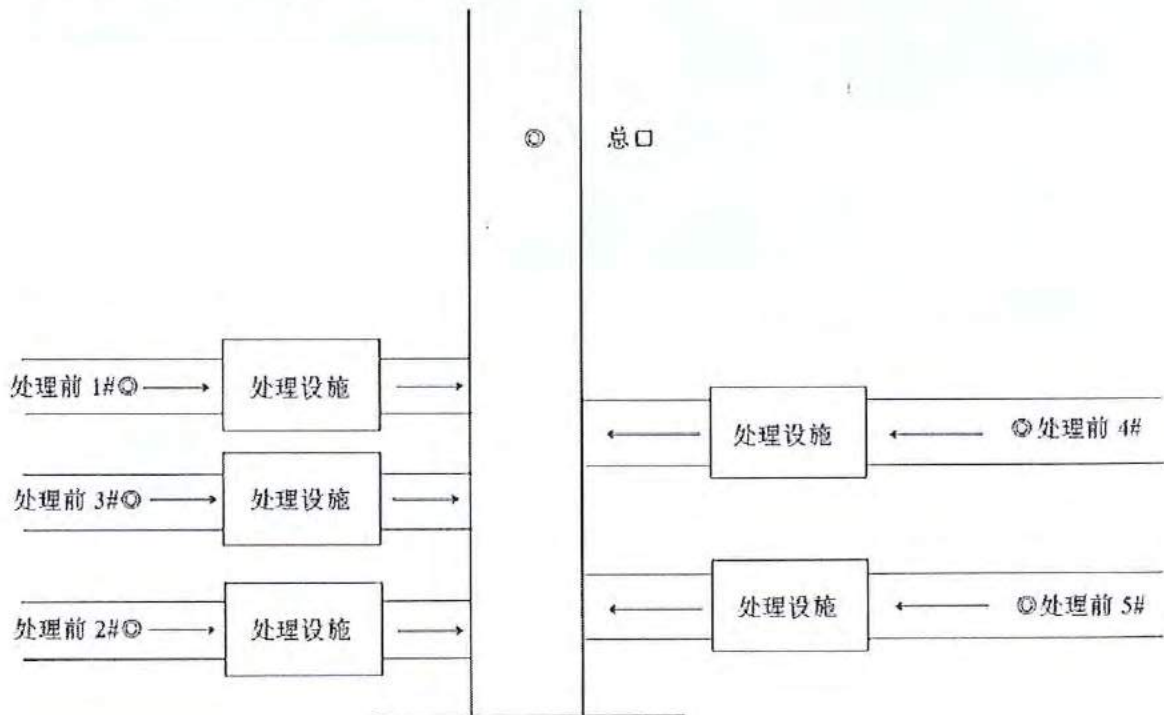 ◎ 总口
处理前 1#◎ 处理设施
处理设施 ◎处理前 4#
处理前 3#◎ 处理设施
处理设施 ◎处理前 5#
处理前 2#◎ 处理设施